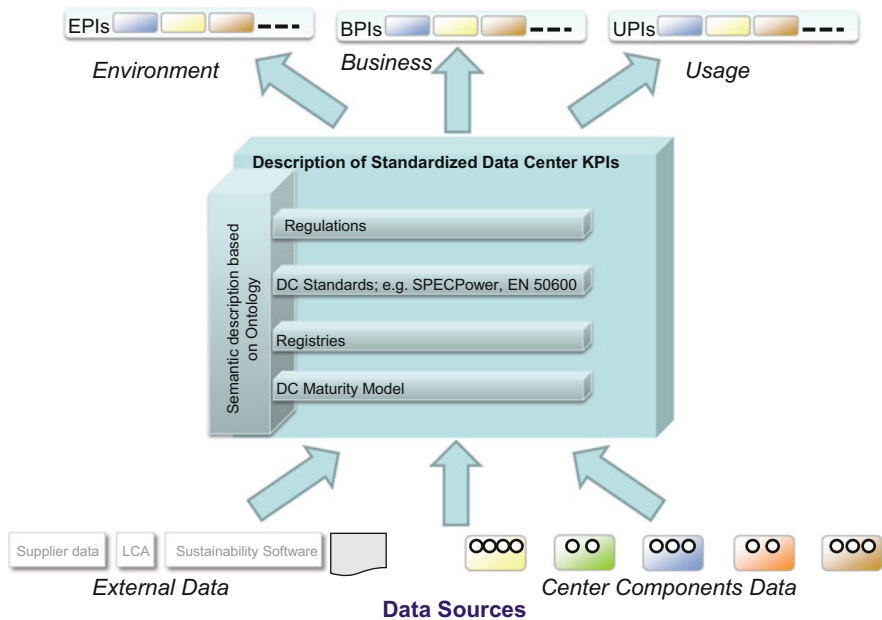 EPIs
BPIs
UPIs
Environment
Business
Usage
Description of Standardized Data Center KPIs
Semantic description based
on Ontology
Regulations
DC Standards; e.g. SPECPower, EN 50600
Registries
DC Maturity Model
Supplier data
LCA
Sustainability Software
External Data
Center Components Data
Data Sources